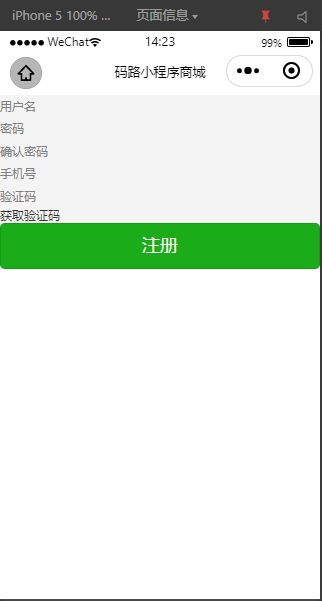 iPhone 5 100% ... 页面信息
WeChat 14:23 99%
码路小程序商城
用户名
密码
确认密码
手机号
验证码
获取验证码
注册